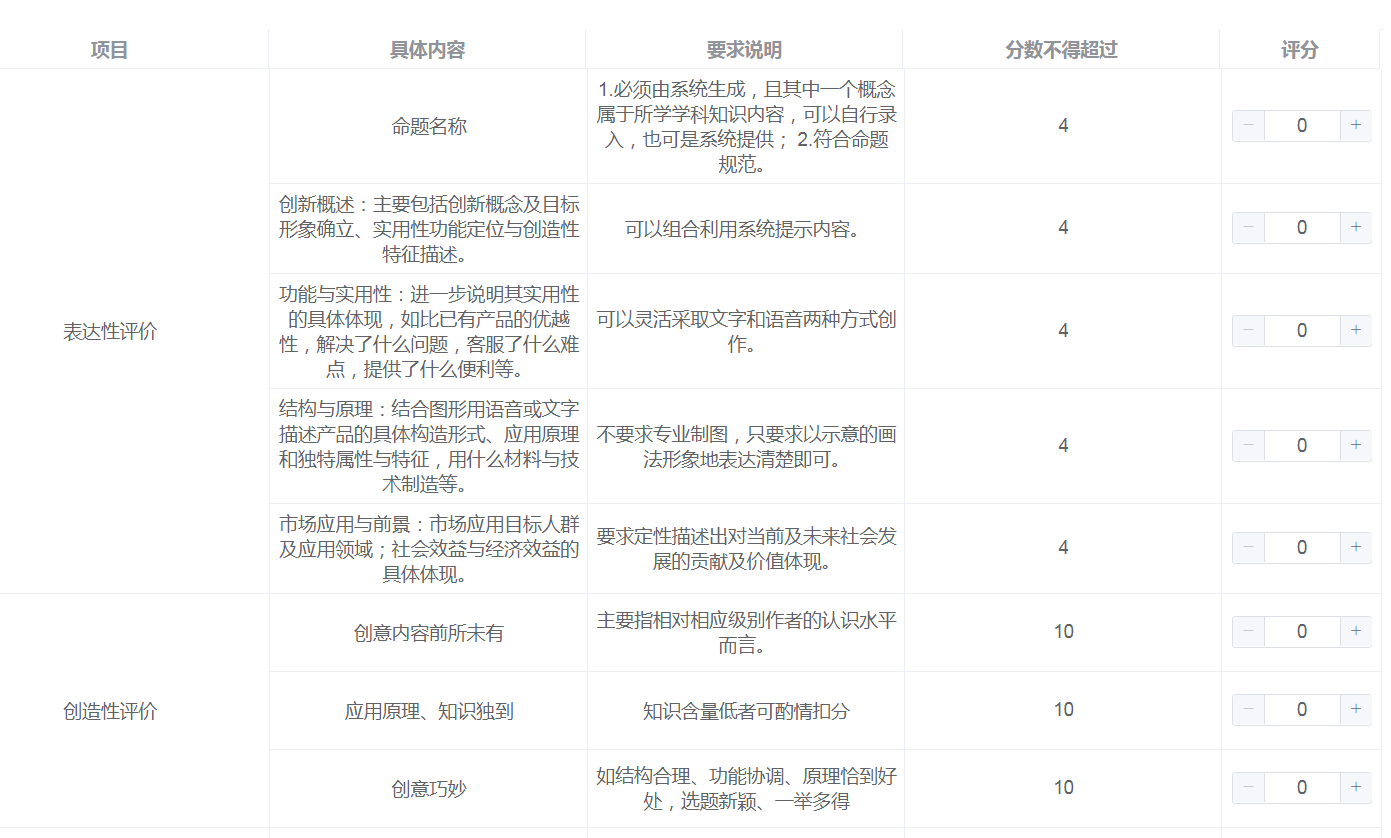 项目 具体内容 要求说明 分数不得超过 评分
表达性评价
命题名称
1.必须由系统生成，且其中一个概念
属于所学学科知识内容，可以自行录
入，也可是系统提供； 2.符合命题
规范。
4
− 0 +
创新概述：主要包括创新概念及目标
形象确立、实用性功能定位与创造性
特征描述。
可以组合利用系统提示内容。
4
− 0 +
功能与实用性：进一步说明其实用性
的具体体现，如比已有产品的优越
性，解决了什么问题，客服了什么难
点，提供了什么便利等。
可以灵活采取文字和语音两种方式创
作。
4
− 0 +
结构与原理：结合图形用语音或文字
描述产品的具体构造形式、应用原理
和独特属性与特征，用什么材料与技
术制造等。
不要求专业制图，只要求以示意的画
法形象地表达清楚即可。
4
− 0 +
市场应用与前景：市场应用目标人群
及应用领域；社会效益与经济效益的
具体体现。
要求定性描述出对当前及未来社会发
展的贡献及价值体现。
4
− 0 +
创造性评价
创意内容前所未有
主要指相对相应级别作者的认识水平
而言。
10
− 0 +
应用原理、知识独到
知识含量低者可酌情扣分
10
− 0 +
创意巧妙
如结构合理、功能协调、原理恰到好
处，选题新颖、一举多得
10
− 0 +